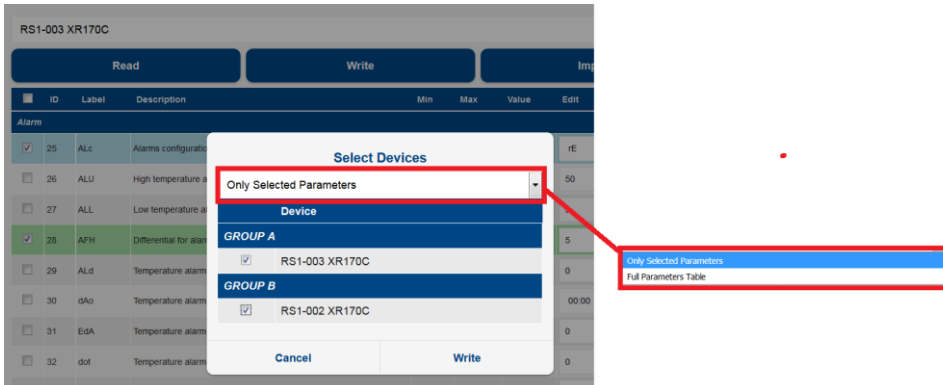 RS1-003 XR170C
Read Write
ID Label Description Min Max Value Edit
Alarm
25 ALc Alarms configuratio rE
26 ALU High temperature a 50
27 ALL Low temperature al
28 AFH Differential for alarm 5
29 ALd Temperature alarm 0
30 dAo Temperature alarm 00:00
31 EdA Temperature alarm 0
32 dot Temperature alarm 0
Select Devices
Only Selected Parameters
Device
GROUP A
RS1-003 XR170C
GROUP B
RS1-002 XR170C
Cancel Write
Only Selected Parameters
Full Parameters Table